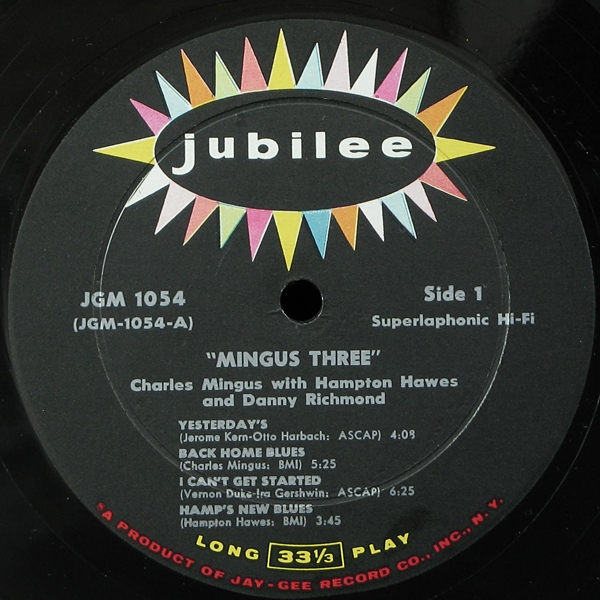 jubilee
JGM 1054
(JGM-1054-A)
Side 1
Superlaphonic Hi-Fi
"MINGUS THREE"
Charles Mingus with Hampton Hawes
and Danny Richmond
YESTERDAY'S
(Jerome Kern-Otto Harbach: ASCAP) 4:08
BACK HOME BLUES
(Charles Mingus: BMI) 5:25
I CAN'T GET STARTED
(Vernon Duke-Ira Gershwin: ASCAP) 6:25
HAMP'S NEW BLUES
(Hampton Hawes: BMI) 3:45
LONG 33⅓ PLAY
A PRODUCT OF JAY-GEE RECORD CO., INC., N. Y.